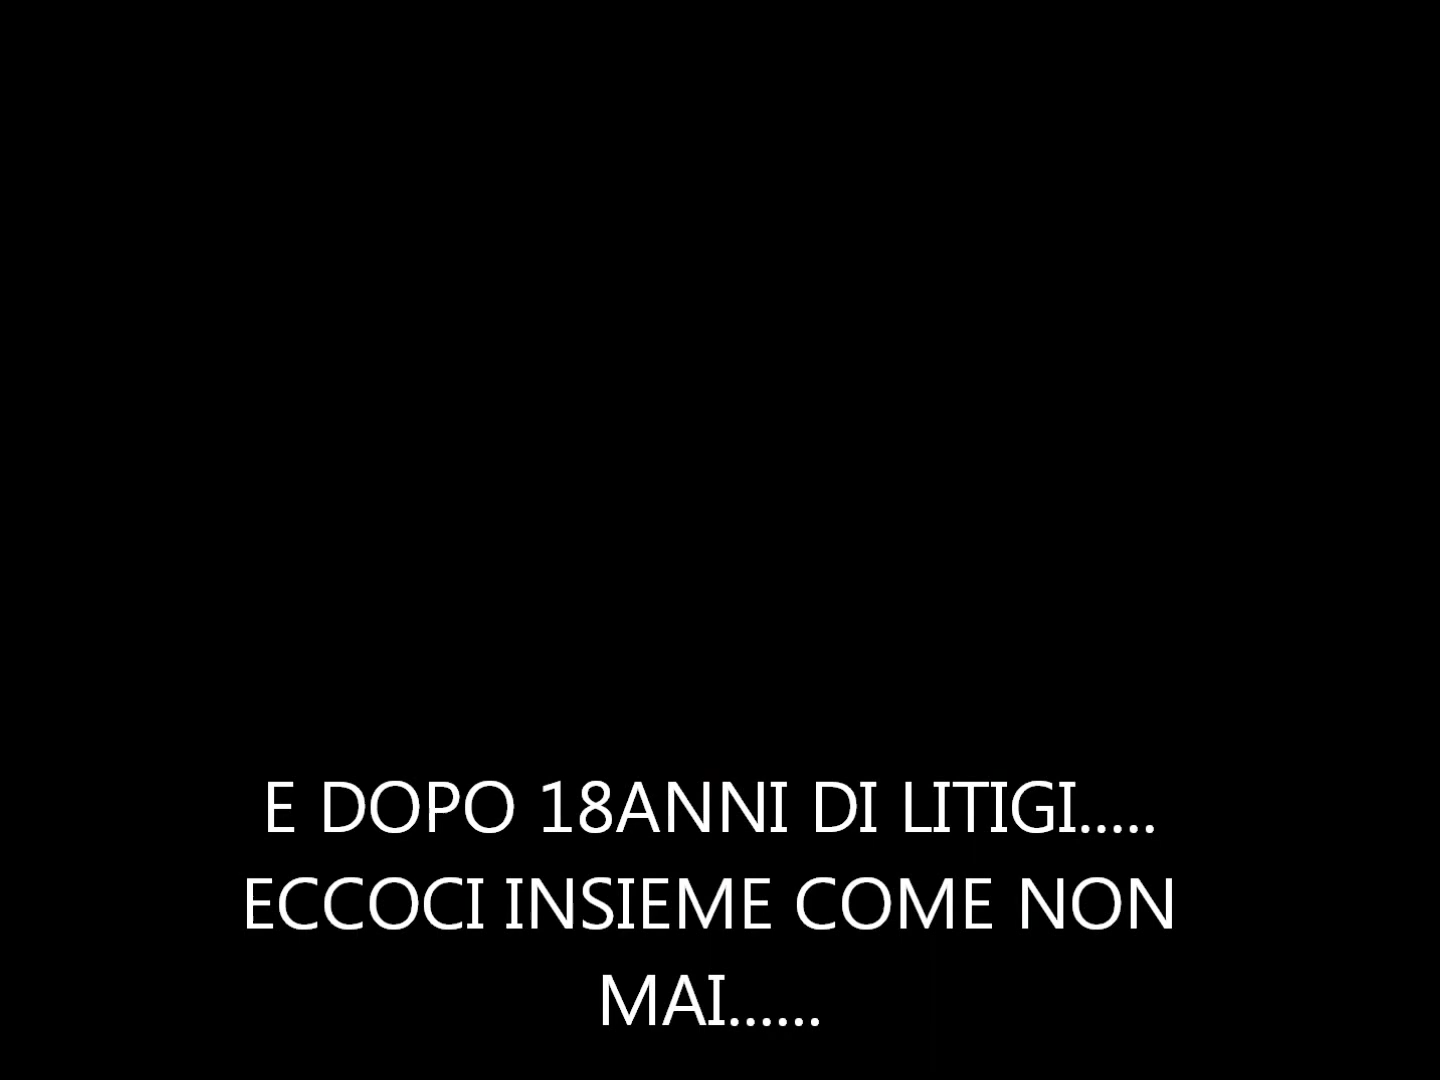 E DOPO 18ANNI DI LITIGI.....
ECCOCI INSIEME COME NON
MAI......